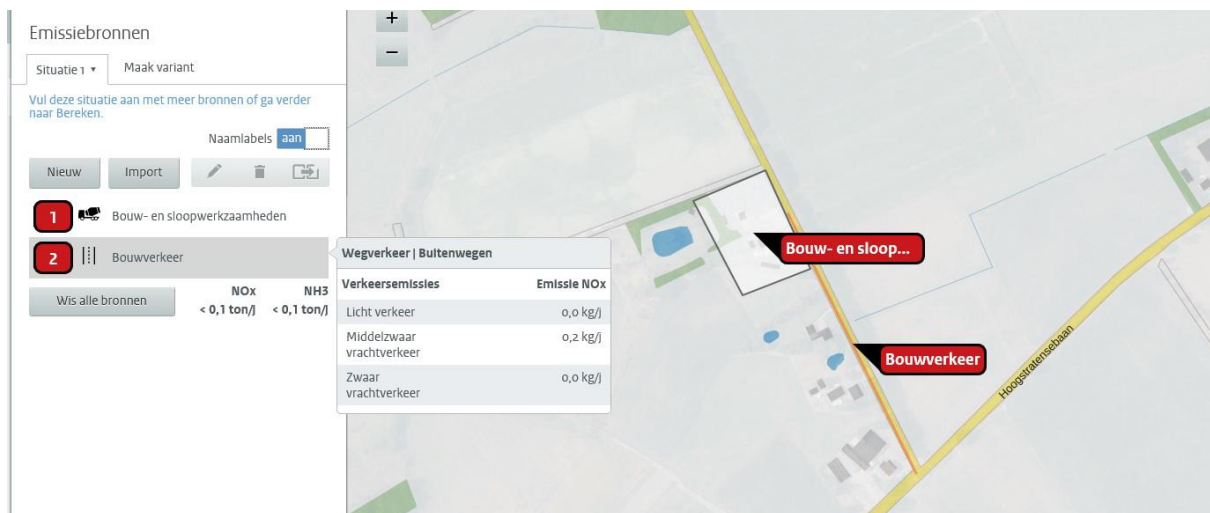 Emissiebronnen
Situatie 1 ▾ Maak variant
Vul deze situatie aan met meer bronnen of ga verder
naar Bereken.
Naamlabels aan
Nieuw Import
1 Bouw- en sloopwerkzaamheden
2 Bouwverkeer
Wis alle bronnen NOx NH3
< 0,1 ton/j < 0,1 ton/j
Wegverkeer | Buitenwegen
Verkeersemissies Emissie NOx
Licht verkeer 0,0 kg/j
Middelzwaar 0,2 kg/j
vrachtverkeer
Zwaar 0,0 kg/j
vrachtverkeer
+
−
Bouw- en sloop...
Bouwverkeer
Hoogstratensebaan